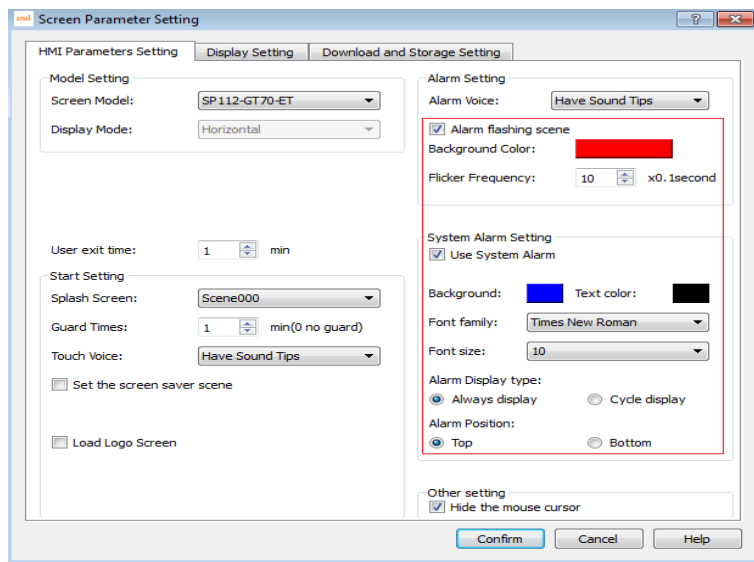 Screen Parameter Setting
HMI Parameters Setting
Display Setting
Download and Storage Setting
Model Setting
Screen Model:
SP112-GT70-ET
Display Mode:
Horizontal
User exit time:
1
min
Start Setting
Splash Screen:
Scene000
Guard Times:
1
min(0 no guard)
Touch Voice:
Have Sound Tips
Set the screen saver scene
Load Logo Screen
Alarm Setting
Alarm Voice:
Have Sound Tips
Alarm flashing scene
Background Color:
Flicker Frequency:
10
x0.1second
System Alarm Setting
Use System Alarm
Background:
Text color:
Font family:
Times New Roman
Font size:
10
Alarm Display type:
Always display
Cycle display
Alarm Position:
Top
Bottom
Other setting
Hide the mouse cursor
Confirm
Cancel
Help